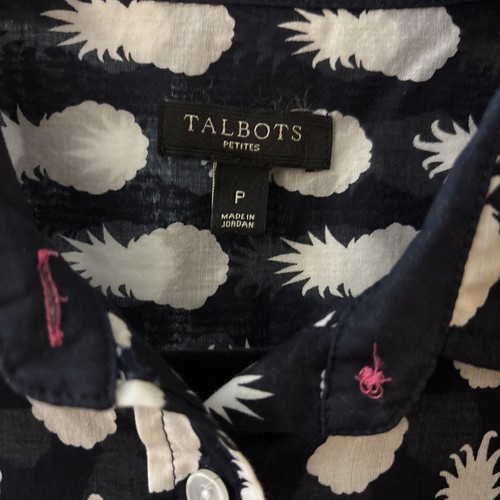 TALBOTS
PETITES
P
MADE IN
JORDAN